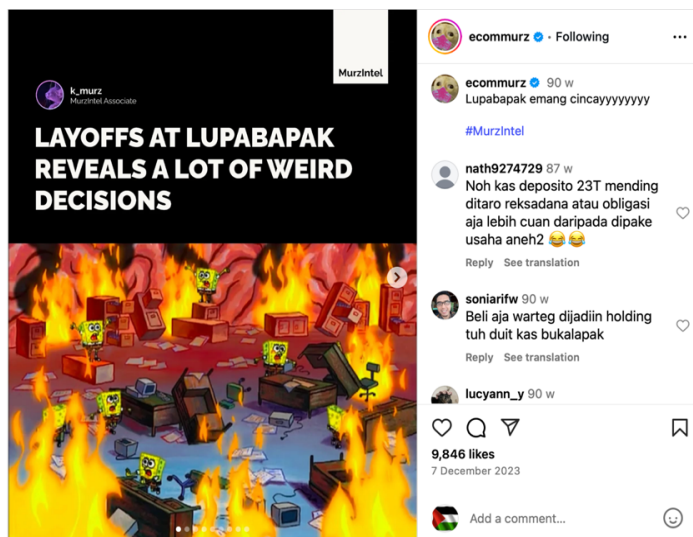 MurzIntel
k_murz
MurzIntel Associate
LAYOFFS AT LUPABAPAK
REVEALS A LOT OF WEIRD
DECISIONS
ecommurz • Following
ecommurz 90 w
Lupabapak emang cincayyyyyyyy
#MurzIntel
nath9274729 87 w
Noh kas deposito 23T mending
ditaro reksadana atau obligasi
aja lebih cuan daripada dipake
usaha aneh2 😂😂
Reply See translation
soniarifw 90 w
Beli aja warteg dijadiin holding
tuh duit kas bukalapak
Reply See translation
lucyann_y 90 w
9,846 likes
7 December 2023
Add a comment...